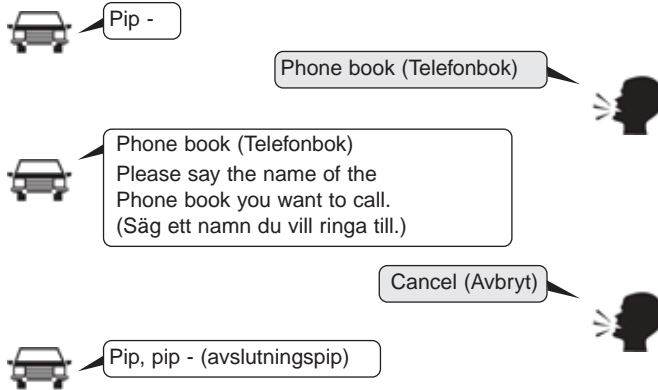 Pip -
Phone book (Telefonbok)
Phone book (Telefonbok)
Please say the name of the
Phone book you want to call.
(Säg ett namn du vill ringa till.)
Cancel (Avbryt)
Pip, pip - (avslutningspip)